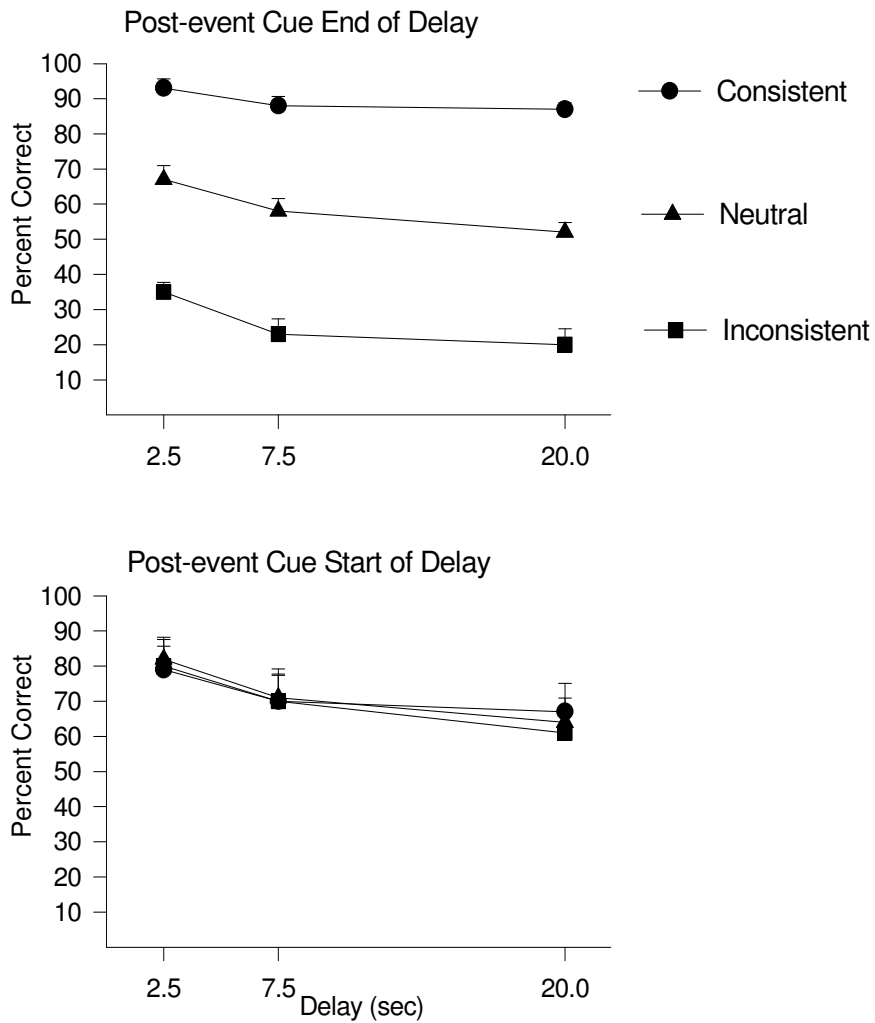 Post-event Cue End of Delay
Percent Correct
100
90
80
70
60
50
40
30
20
10
2.5 7.5 20.0
Consistent
Neutral
Inconsistent
Post-event Cue Start of Delay
Percent Correct
100
90
80
70
60
50
40
30
20
10
2.5 7.5 20.0
Delay (sec)